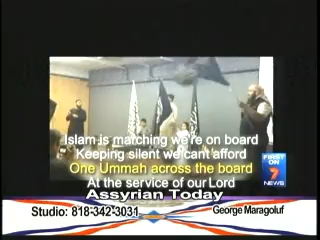 Islam is marching we're on board
Keeping silent we cant afford
One Ummah across the board
At the service of our Lord
FIRST
ON
7
NEWS
Assyrian Today
Studio: 818-342-3031
George Maragoluf